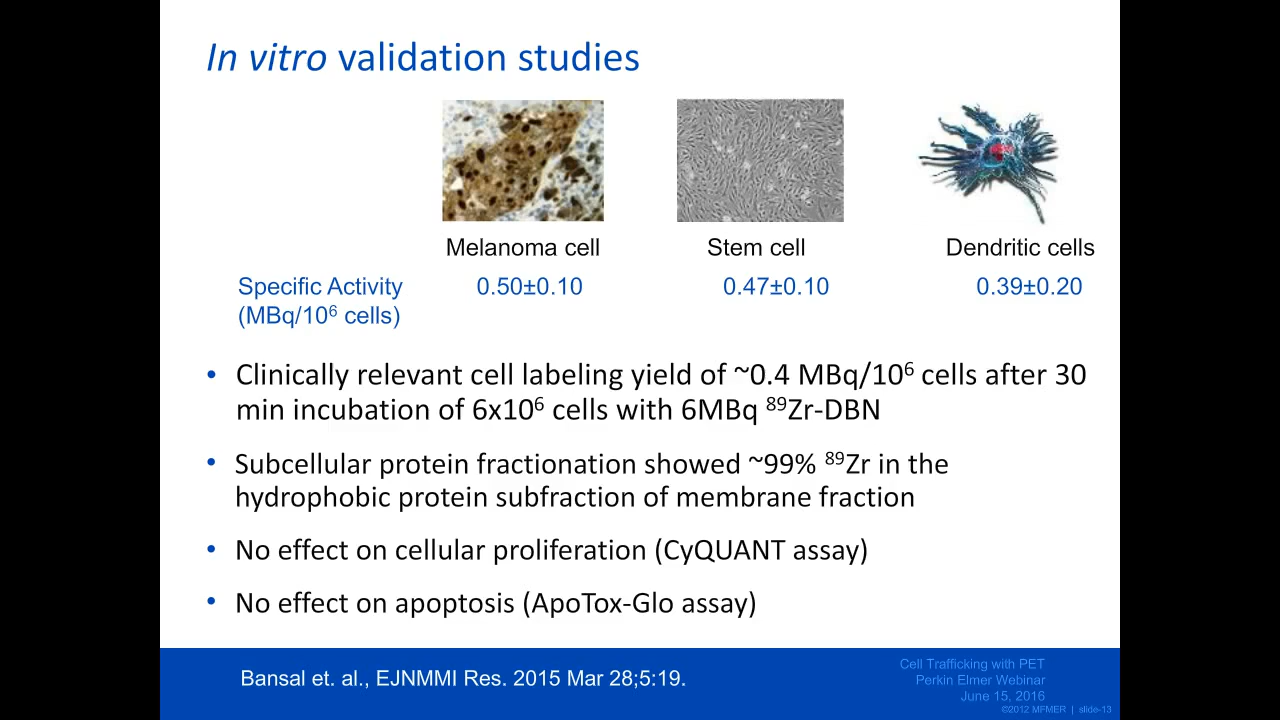 In vitro validation studies
Melanoma cell Stem cell Dendritic cells
Specific Activity 0.50±0.10 0.47±0.10 0.39±0.20
(MBq/10⁶ cells)
• Clinically relevant cell labeling yield of ~0.4 MBq/10⁶ cells after 30
min incubation of 6x10⁶ cells with 6MBq ⁸⁹Zr-DBN
• Subcellular protein fractionation showed ~99% ⁸⁹Zr in the
hydrophobic protein subfraction of membrane fraction
• No effect on cellular proliferation (CyQUANT assay)
• No effect on apoptosis (ApoTox-Glo assay)
Bansal et. al., EJNMMI Res. 2015 Mar 28;5:19.
Cell Trafficking with PET
Perkin Elmer Webinar
June 15, 2016
©2012 MFMER | slide-13